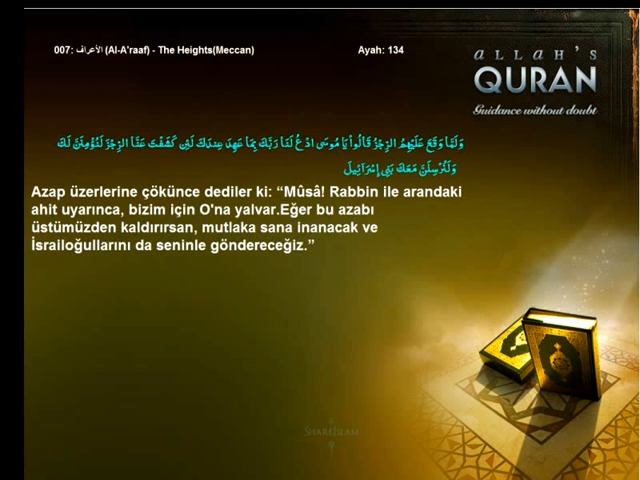 007: الأعراف (Al-A'raaf) - The Heights(Meccan) Ayah: 134
ALLAH'S
QURAN
Guidance without doubt
وَلَمَّا وَقَعَ عَلَيْهِمُ الرِّجْزُ قَالُواْ يَا مُوسَى ادْعُ لَنَا رَبَّكَ بِمَا عَهِدَ عِندَكَ لَئِن كَشَفْتَ عَنَّا الرِّجْزَ لَنُؤْمِنَنَّ لَكَ
وَلَنُرْسِلَنَّ مَعَكَ بَنِي إِسْرَآئِيلَ
Azap üzerlerine çökünce dediler ki: “Mûsâ! Rabbin ile arandaki
ahit uyarınca, bizim için O'na yalvar.Eğer bu azabı
üstümüzden kaldırırsan, mutlaka sana inanacak ve
İsrailoğullarını da seninle göndereceğiz.”
SHAREISLAM